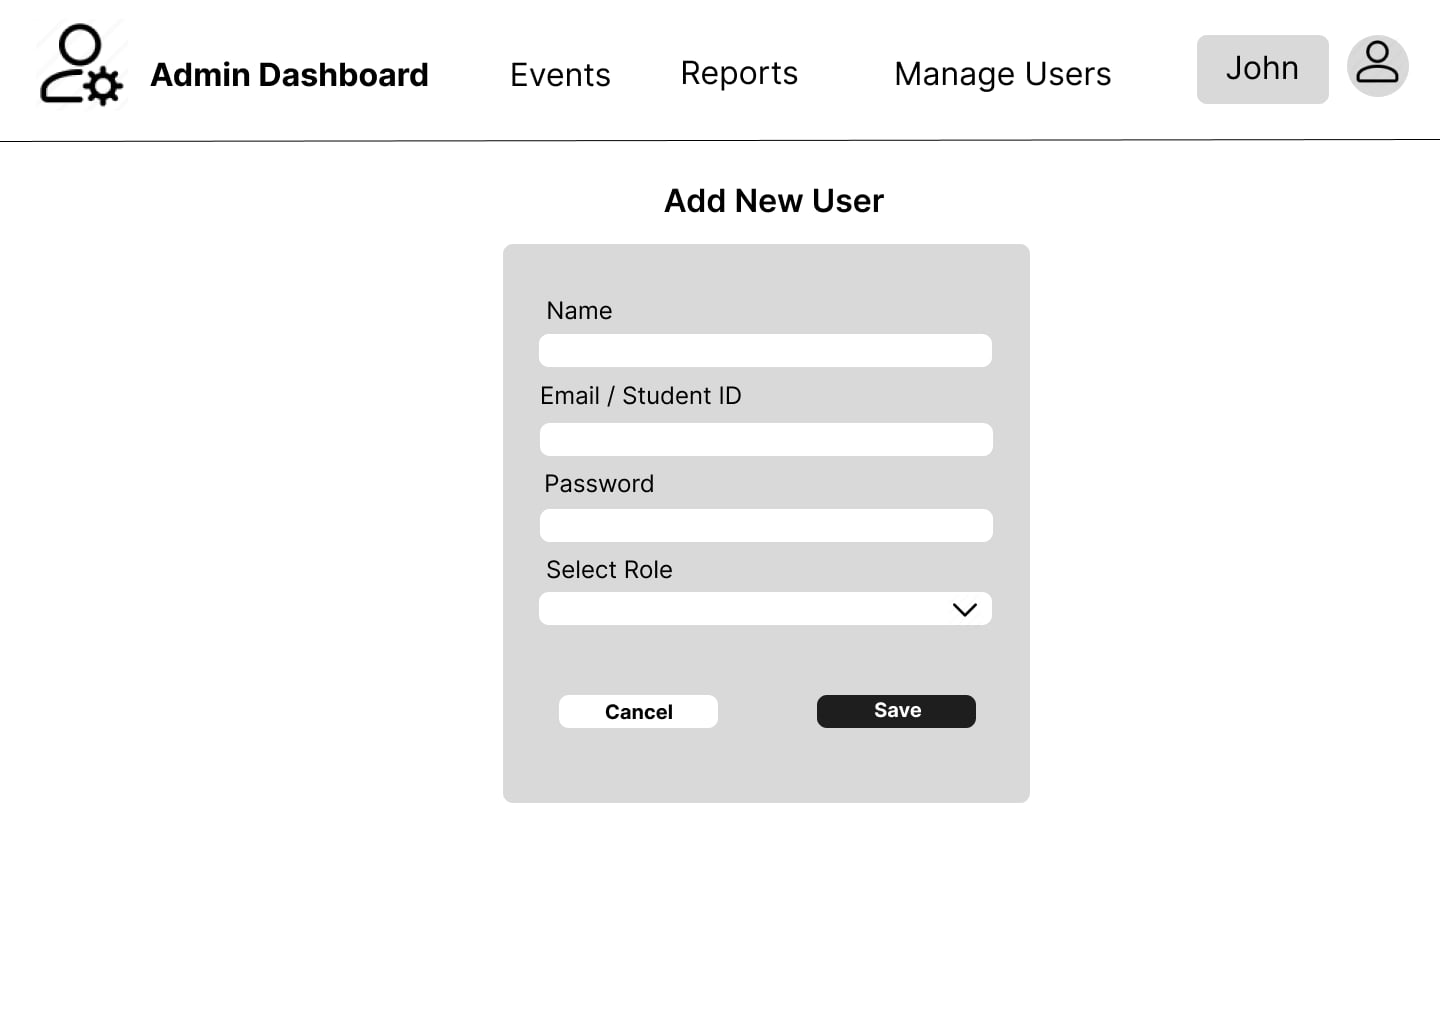 Admin Dashboard
Events
Reports
Manage Users
John
Add New User
Name
Email / Student ID
Password
Select Role
Cancel
Save